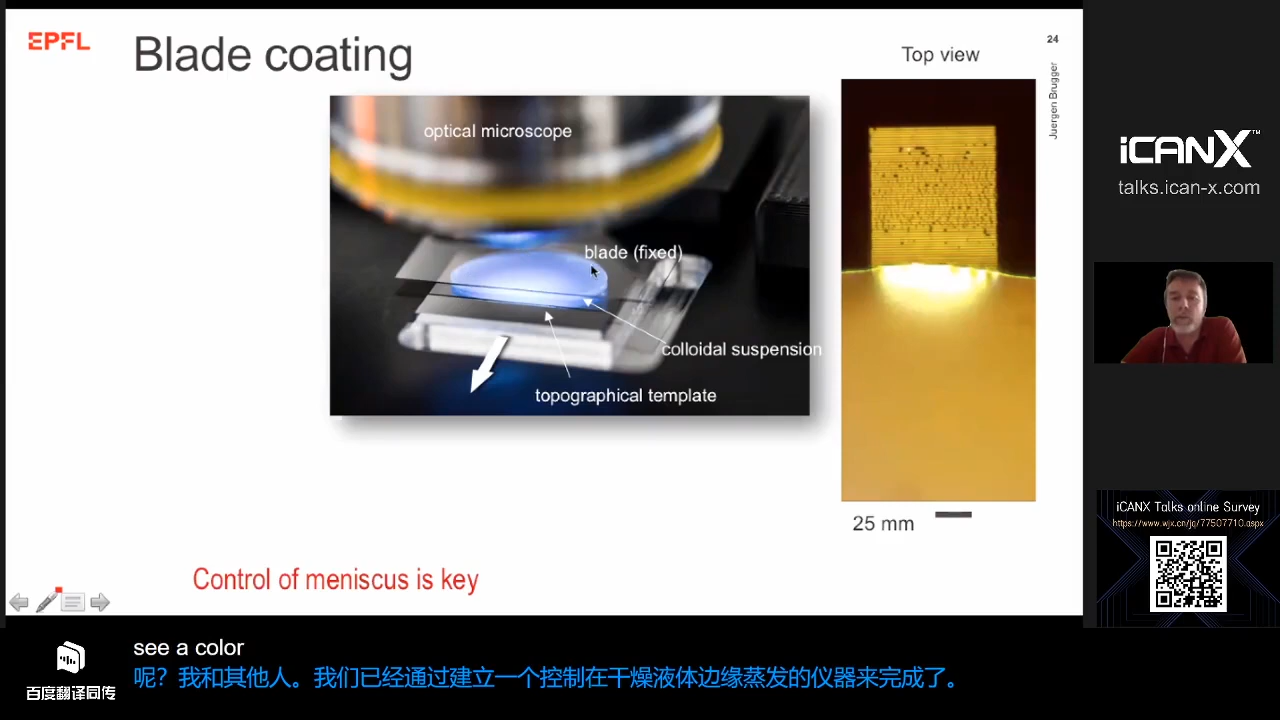 EPFL
Blade coating
24
Juergen Brugger
Top view
optical microscope
blade (fixed)
colloidal suspension
topographical template
25 mm
Control of meniscus is key
iCANX™
talks.ican-x.com
iCANX Talks online Survey
https://www.wjx.cn/jq/77507710.aspx
see a color
呢？我和其他人。我们已经通过建立一个控制在干燥液体边缘蒸发的仪器来完成了。
百度翻译同传